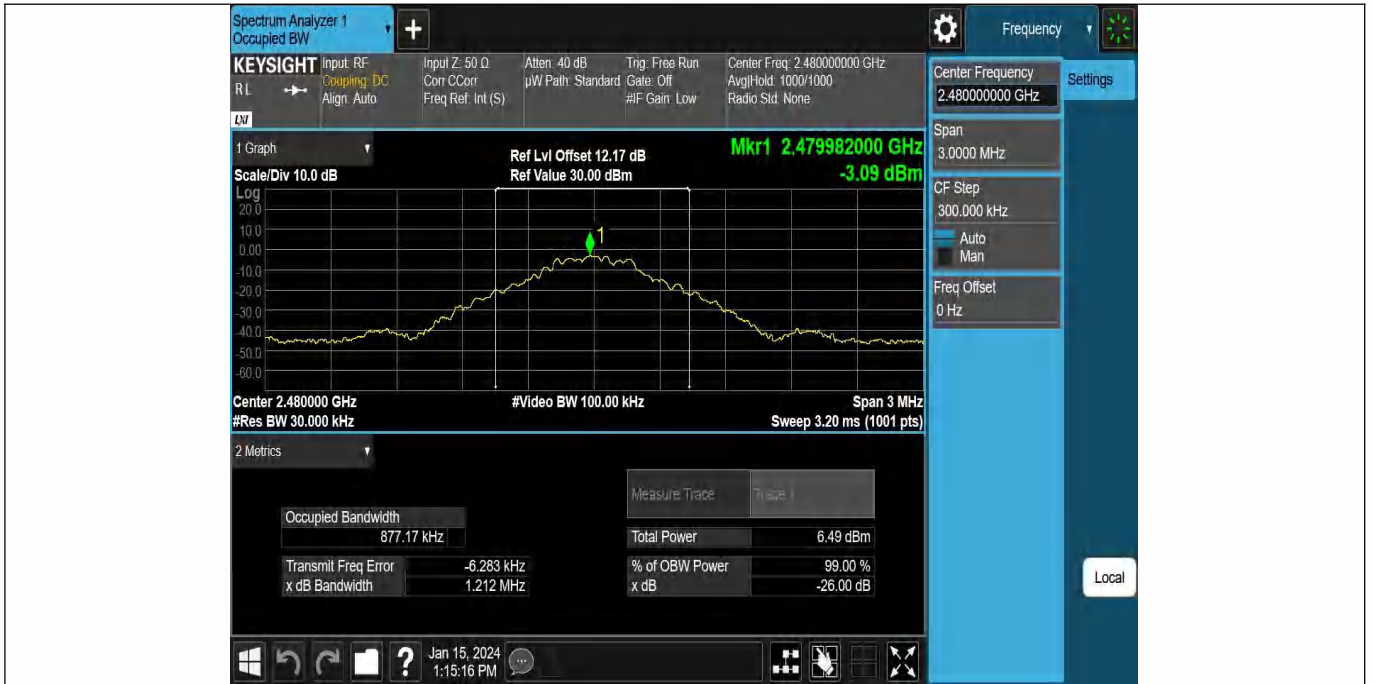 Spectrum Analyzer 1
Occupied BW
+
Frequency
KEYSIGHT
RL
LXI
Input: RF
Coupling: DC
Align: Auto
Input Z: 50 Ω
Corr CCorr
Freq Ref: Int (S)
Atten: 40 dB
µW Path: Standard
Trig: Free Run
Gate: Off
#IF Gain: Low
Center Freq: 2.480000000 GHz
Avg|Hold: 1000/1000
Radio Std: None
Center Frequency
2.480000000 GHz
Settings
Span
3.0000 MHz
CF Step
300.000 kHz
Auto
Man
Freq Offset
0 Hz
Local
1 Graph
Scale/Div 10.0 dB
Ref Lvl Offset 12.17 dB
Ref Value 30.00 dBm
Mkr1 2.479982000 GHz
-3.09 dBm
Log
20.0
10.0
0.00
-10.0
-20.0
-30.0
-40.0
-50.0
-60.0
1
Center 2.480000 GHz
#Video BW 100.00 kHz
Span 3 MHz
#Res BW 30.000 kHz
Sweep 3.20 ms (1001 pts)
2 Metrics
Measure Trace
Trace 1
Occupied Bandwidth
877.17 kHz
Total Power
6.49 dBm
Transmit Freq Error
-6.283 kHz
% of OBW Power
99.00 %
x dB Bandwidth
1.212 MHz
x dB
-26.00 dB
?
Jan 15, 2024
1:15:16 PM